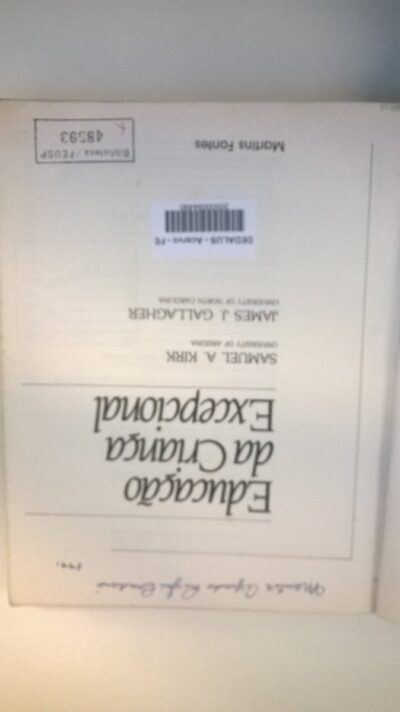 Educação
da Criança
Excepcional
SAMUEL A. KIRK
UNIVERSITY OF ARIZONA
JAMES J. GALLAGHER
UNIVERSITY OF NORTH CAROLINA
DEDALUS - Acervo - FE
Martins Fontes
Biblioteca / FEUSP
48593